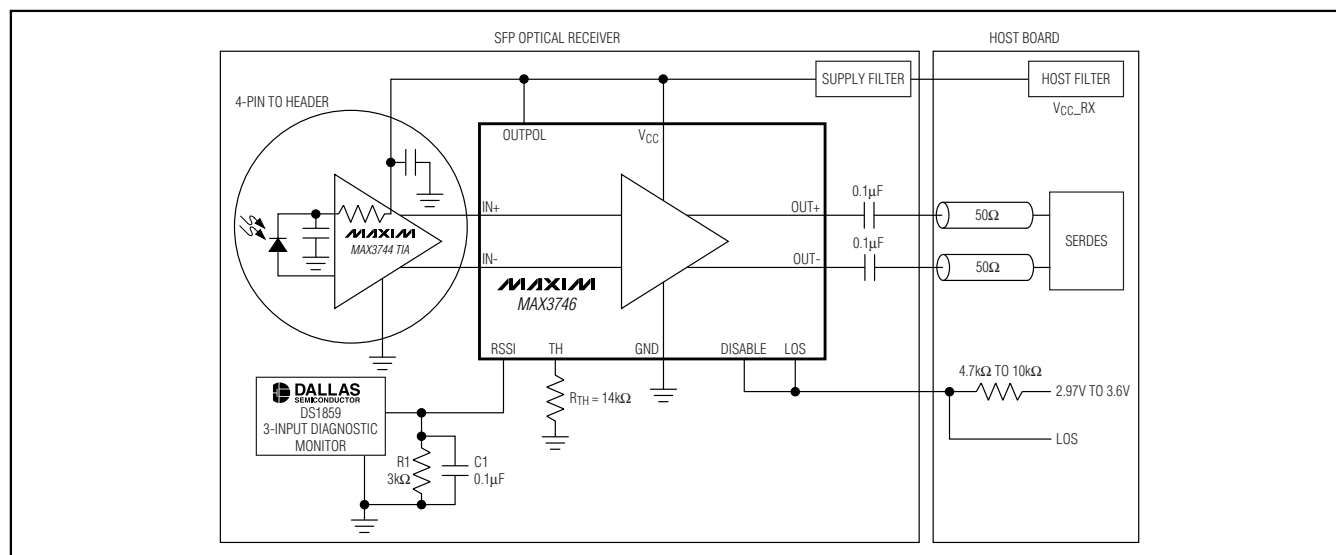 SFP OPTICAL RECEIVER
HOST BOARD
SUPPLY FILTER
HOST FILTER
VCC_RX
4-PIN TO HEADER
OUTPOL
VCC
MAXIM
MAX3744 TIA
IN+
IN-
MAXIM
MAX3746
OUT+
OUT-
0.1μF
0.1μF
50Ω
50Ω
SERDES
RSSI
TH
GND
DISABLE
LOS
4.7kΩ TO 10kΩ
2.97V TO 3.6V
LOS
RTH = 14kΩ
DALLAS
SEMICONDUCTOR
DS1859
3-INPUT DIAGNOSTIC
MONITOR
R1
3kΩ
C1
0.1μF